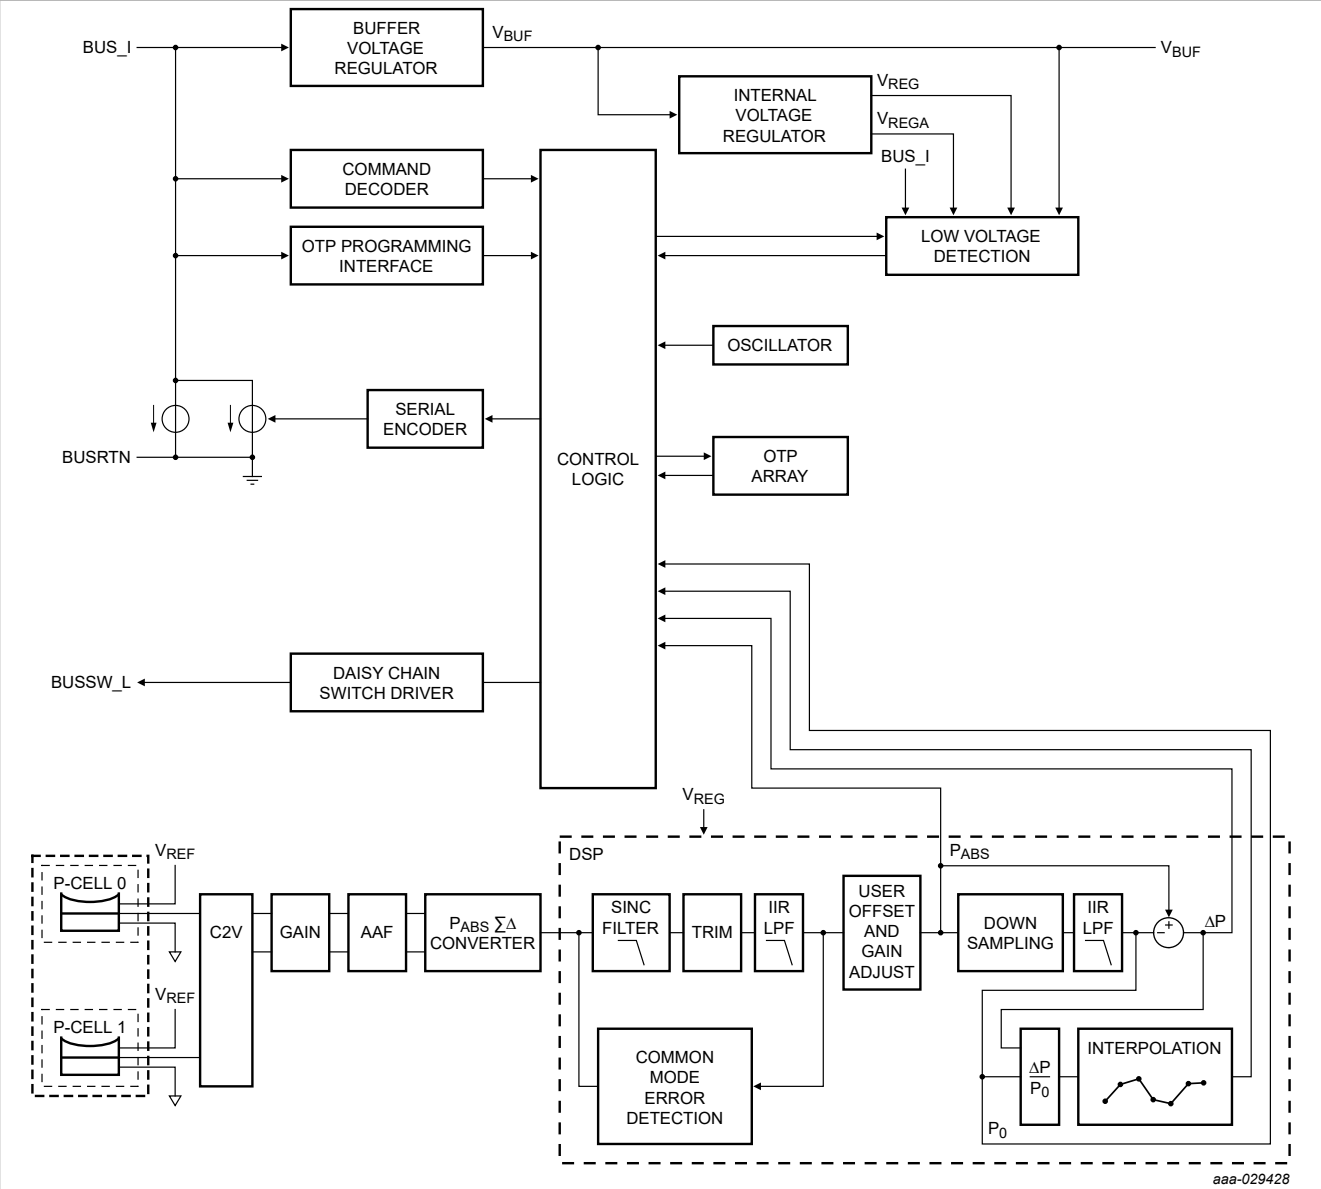 BUS_I
BUFFER
VOLTAGE
REGULATOR
VBUF
VBUF
INTERNAL
VOLTAGE
REGULATOR
VREG
VREGA
BUS_I
COMMAND
DECODER
OTP PROGRAMMING
INTERFACE
LOW VOLTAGE
DETECTION
OSCILLATOR
SERIAL
ENCODER
BUSRTN
CONTROL
LOGIC
OTP
ARRAY
DAISY CHAIN
SWITCH DRIVER
BUSSW_L
VREG
DSP
PABS
VREF
P-CELL 0
C2V
GAIN
AAF
PABS ∑Δ
CONVERTER
SINC
FILTER
TRIM
IIR
LPF
USER
OFFSET
AND
GAIN
ADJUST
DOWN
SAMPLING
IIR
LPF
+
−
ΔP
VREF
P-CELL 1
COMMON
MODE
ERROR
DETECTION
ΔP
P0
INTERPOLATION
P0
aaa-029428